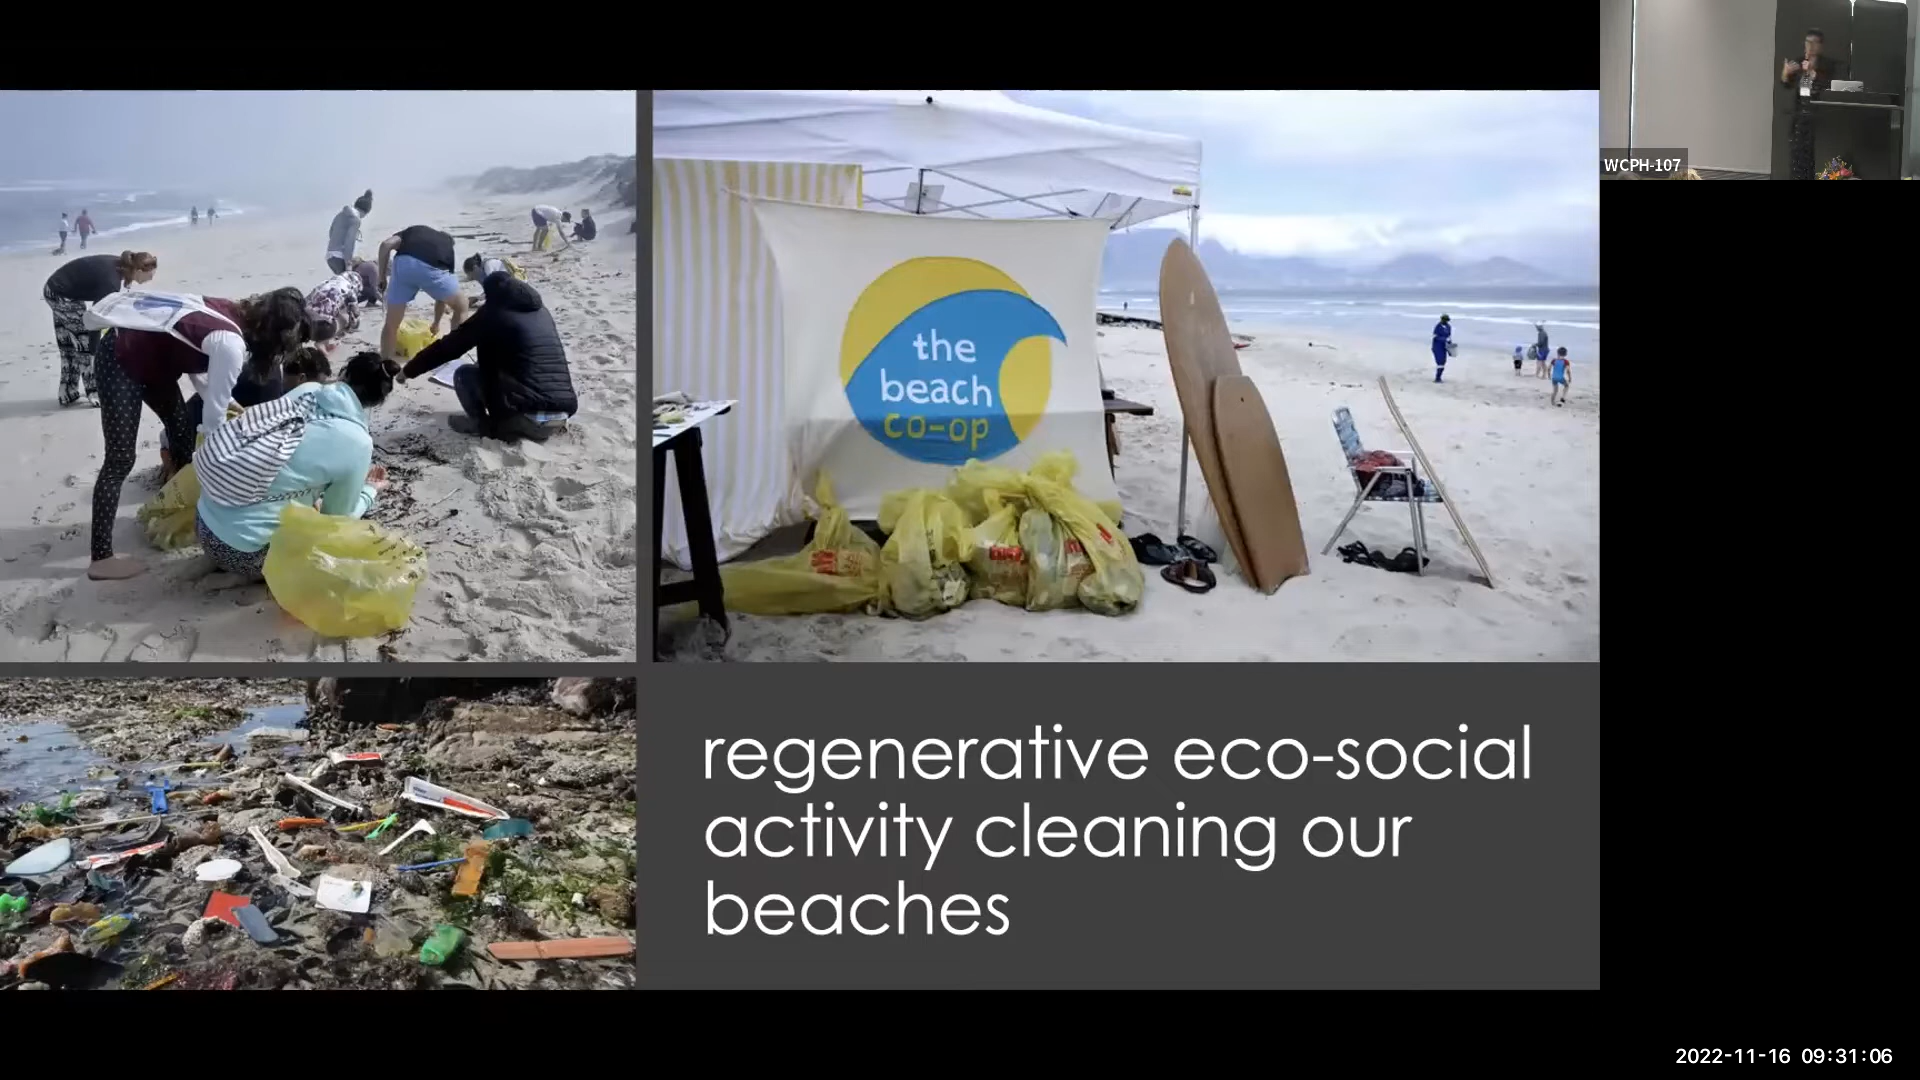 WCPH-107
the
beach
co-op
regenerative eco-social
activity cleaning our
beaches
2022-11-16 09:31:06